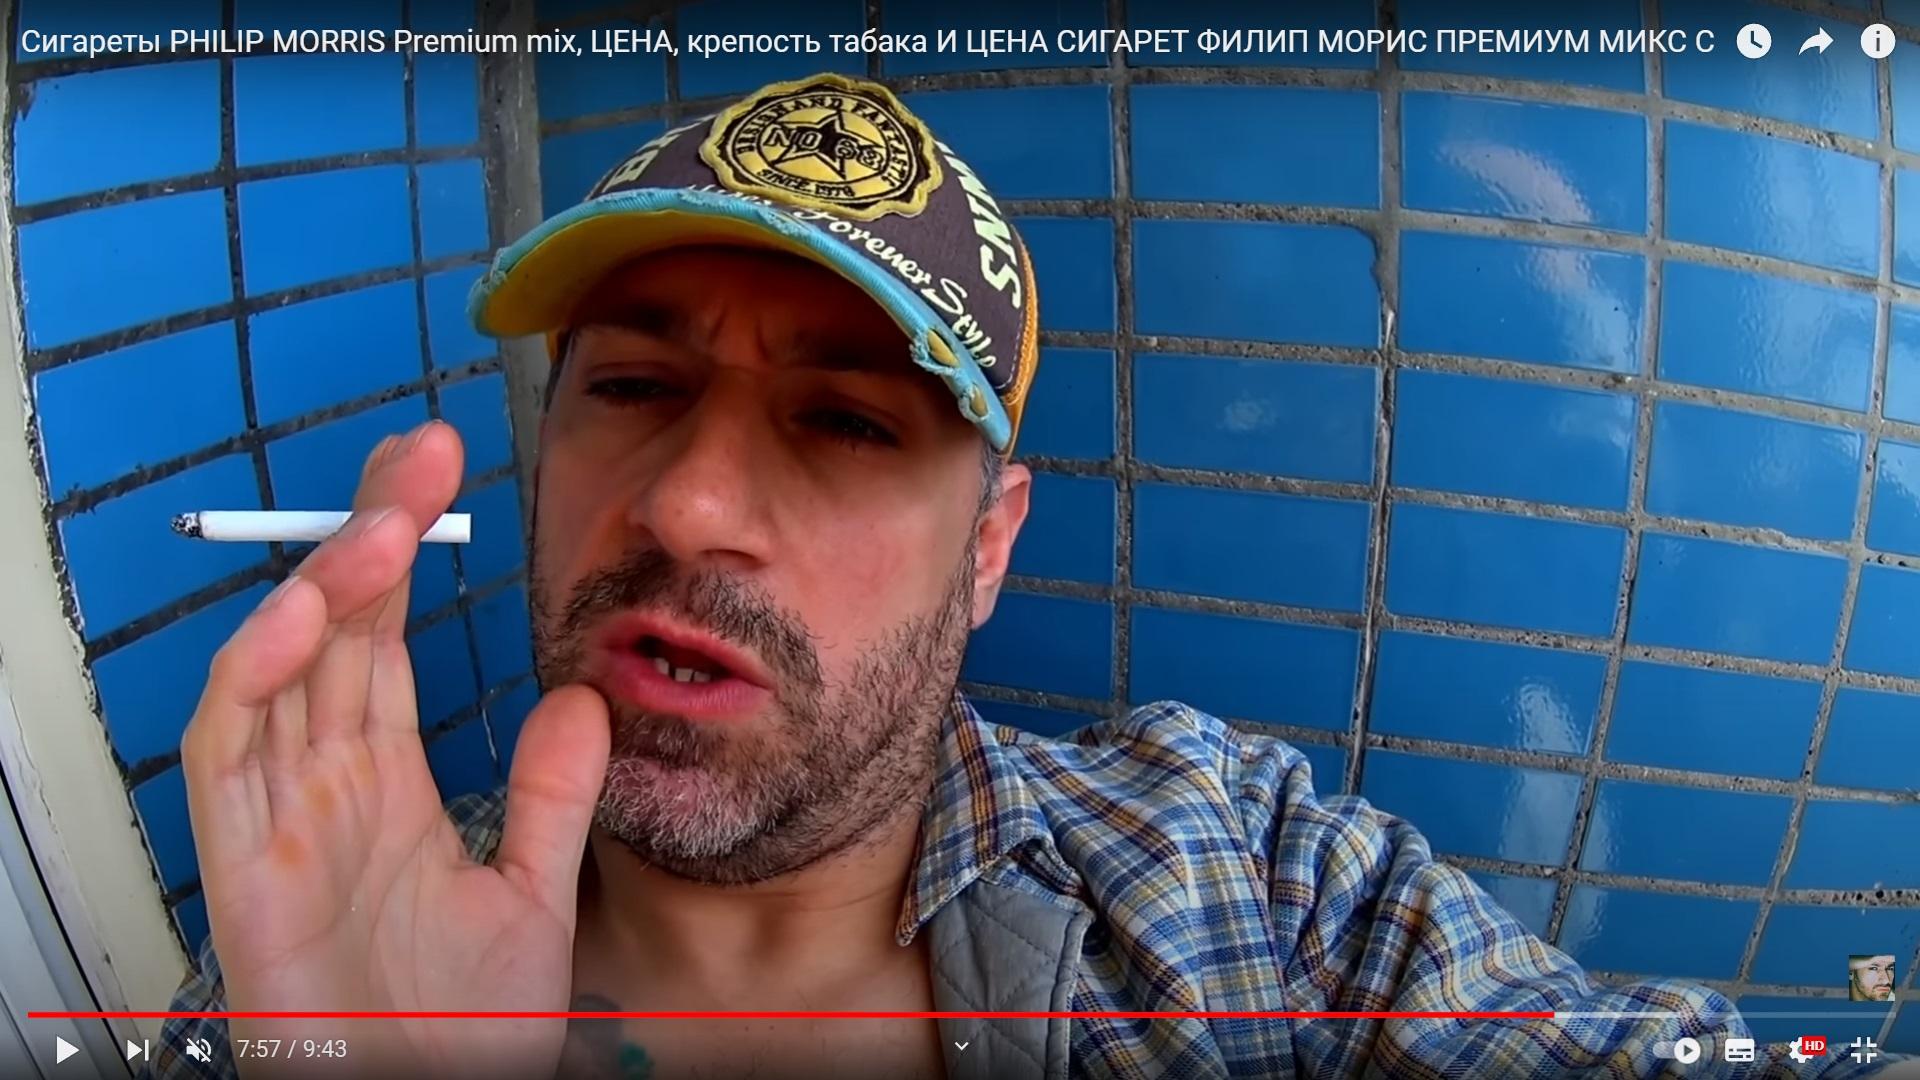 Сигареты PHILIP MORRIS Premium mix, ЦЕНА, крепость табака И ЦЕНА СИГАРЕТ ФИЛИП МОРИС ПРЕМИУМ МИКС С
NO 68
SINCE 1978
Forever Style
7:57 / 9:43
HD